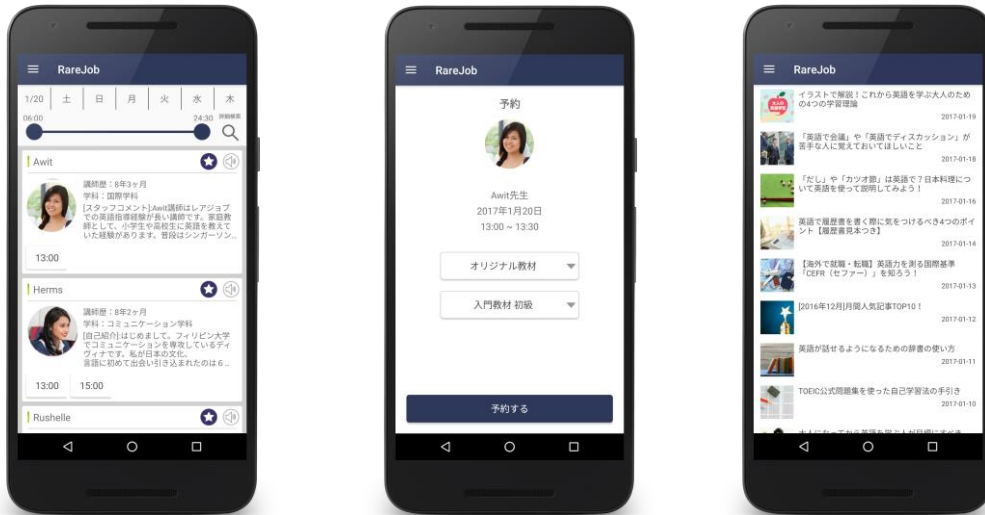 RareJob
1/20 土 日 月 火 水 木
06:00 24:30 詳細検索
Awit
講師歴：8年3ヶ月
学科：国際学科
[スタッフコメント]:Awit講師はレアジョブ
での英語指導経験が長い講師です。家庭教
師として、小学生や高校生に英語を教えて
いた経験があります。普段はシンガーソン...
13:00
Herms
講師歴：8年2ヶ月
学科：コミュニケーション学科
[自己紹介]:はじめまして。フィリピン大学
でコミュニケーションを専攻しているディ
ヴィナです。私が日本の文化、
言語に初めて出会い引き込まれたのは６...
13:00 15:00
Rushelle
RareJob
予約
Awit先生
2017年1月20日
13:00 ~ 13:30
オリジナル教材
入門教材 初級
予約する
RareJob
イラストで解説！これから英語を学ぶ大人のため
の4つの学習理論
2017-01-19
「英語で会議」や「英語でディスカッション」が
苦手な人に覚えておいてほしいこと
2017-01-18
「だし」や「カツオ節」は英語で？日本料理につ
いて英語を使って説明してみよう！
2017-01-16
英語で履歴書を書く際に気をつけるべき4つのポイ
ント【履歴書見本つき】
2017-01-14
【海外で就職・転職】英語力を測る国際基準
「CEFR（セファー）」を知ろう！
2017-01-13
[2016年12月]月間人気記事TOP10！
2017-01-12
英語が話せるようになるための辞書の使い方
2017-01-11
TOEIC公式問題集を使った自己学習法の手引き
2017-01-10